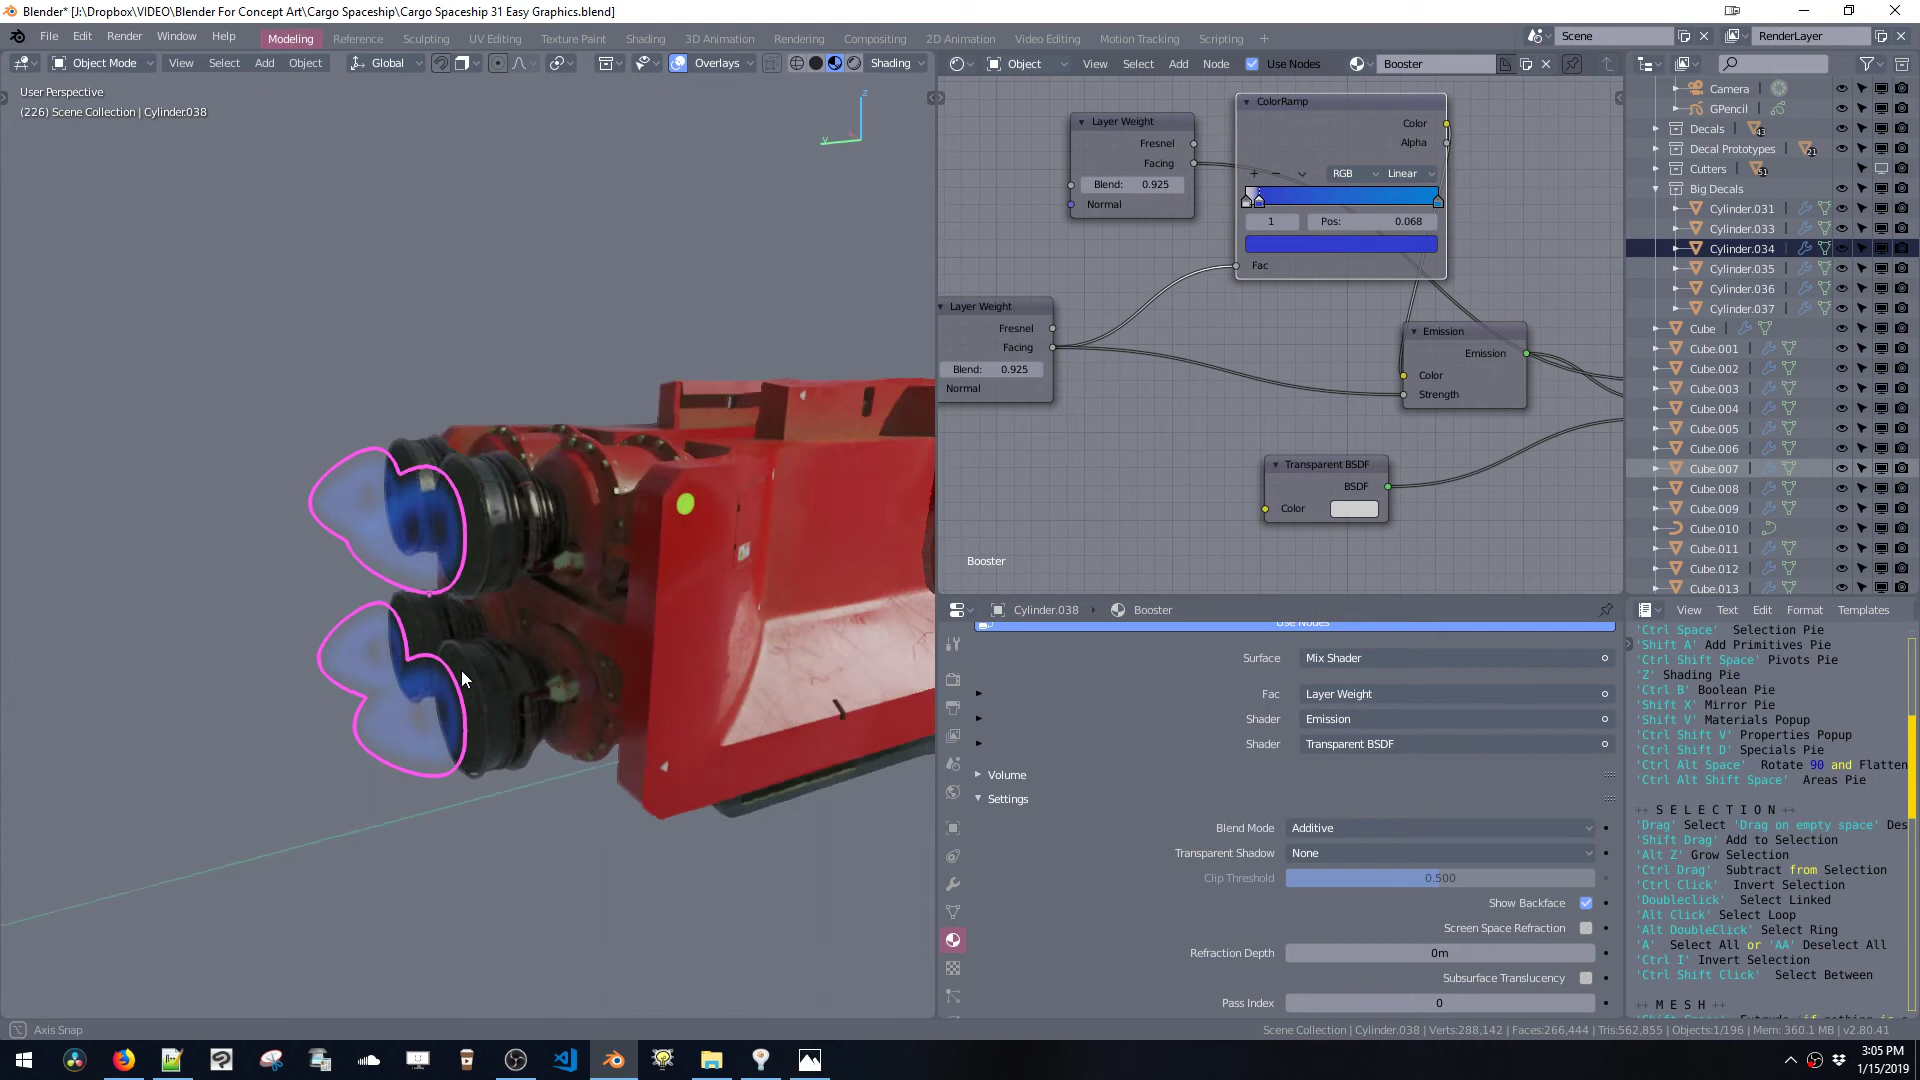 Blender* [J:\Dropbox\VIDEO\Blender For Concept Art\Cargo Spaceship\Cargo Spaceship 31 Easy Graphics.blend]
File Edit Render Window Help Modeling Reference Sculpting UV Editing Texture Paint Shading 3D Animation Rendering Compositing 2D Animation Video Editing Motion Tracking Scripting + Scene RenderLayer
Object Mode View Select Add Object Global Overlays Shading
Object View Select Add Node Use Nodes Booster
User Perspective
(226) Scene Collection | Cylinder.038
z
y
Layer Weight
Fresnel
Facing
Blend: 0.925
Normal
ColorRamp
Color
Alpha
RGB Linear
1 Pos: 0.068
Fac
Layer Weight
Fresnel
Facing
Blend: 0.925
Normal
Emission
Emission
Color
Strength
Transparent BSDF
BSDF
Color
Booster
Camera
GPencil
Decals 43
Decal Prototypes 21
Cutters 51
Big Decals
Cylinder.031
Cylinder.033
Cylinder.034
Cylinder.035
Cylinder.036
Cylinder.037
Cube
Cube.001
Cube.002
Cube.003
Cube.004
Cube.005
Cube.006
Cube.007
Cube.008
Cube.009
Cube.010
Cube.011
Cube.012
Cube.013
Cylinder.038 Booster
Use Nodes
Surface Mix Shader
Fac Layer Weight
Shader Emission
Shader Transparent BSDF
Volume
Settings
Blend Mode Additive
Transparent Shadow None
Clip Threshold 0.500
Show Backface
Screen Space Refraction
Refraction Depth 0m
Subsurface Translucency
Pass Index 0
View Text Edit Format Templates
'Ctrl Space' Selection Pie
'Shift A' Add Primitives Pie
'Ctrl Shift Space' Pivots Pie
'Z' Shading Pie
'Ctrl B' Boolean Pie
'Shift X' Mirror Pie
'Shift V' Materials Popup
'Ctrl Shift V' Properties Popup
'Ctrl Shift D' Specials Pie
'Ctrl Alt Space' Rotate 90 and Flatten
'Ctrl Alt Shift Space' Areas Pie
++ S E L E C T I O N ++
'Drag' Select 'Drag on empty space' Des
'Shift Drag' Add to Selection
'Alt Z' Grow Selection
'Ctrl Drag' Subtract from Selection
'Ctrl Click' Invert Selection
'Doubleclick' Select Linked
'Alt Click' Select Loop
'Alt DoubleClick' Select Ring
'A' Select All or 'AA' Deselect All
'Ctrl I' Invert Selection
'Ctrl Shift Click' Select Between
++ M E S H ++
Axis Snap
Scene Collection | Cylinder.038 | Verts:288,142 | Faces:266,444 | Tris:562,855 | Objects:1/196 | Mem: 360.1 MB | v2.80.41
3:05 PM
1/15/2019